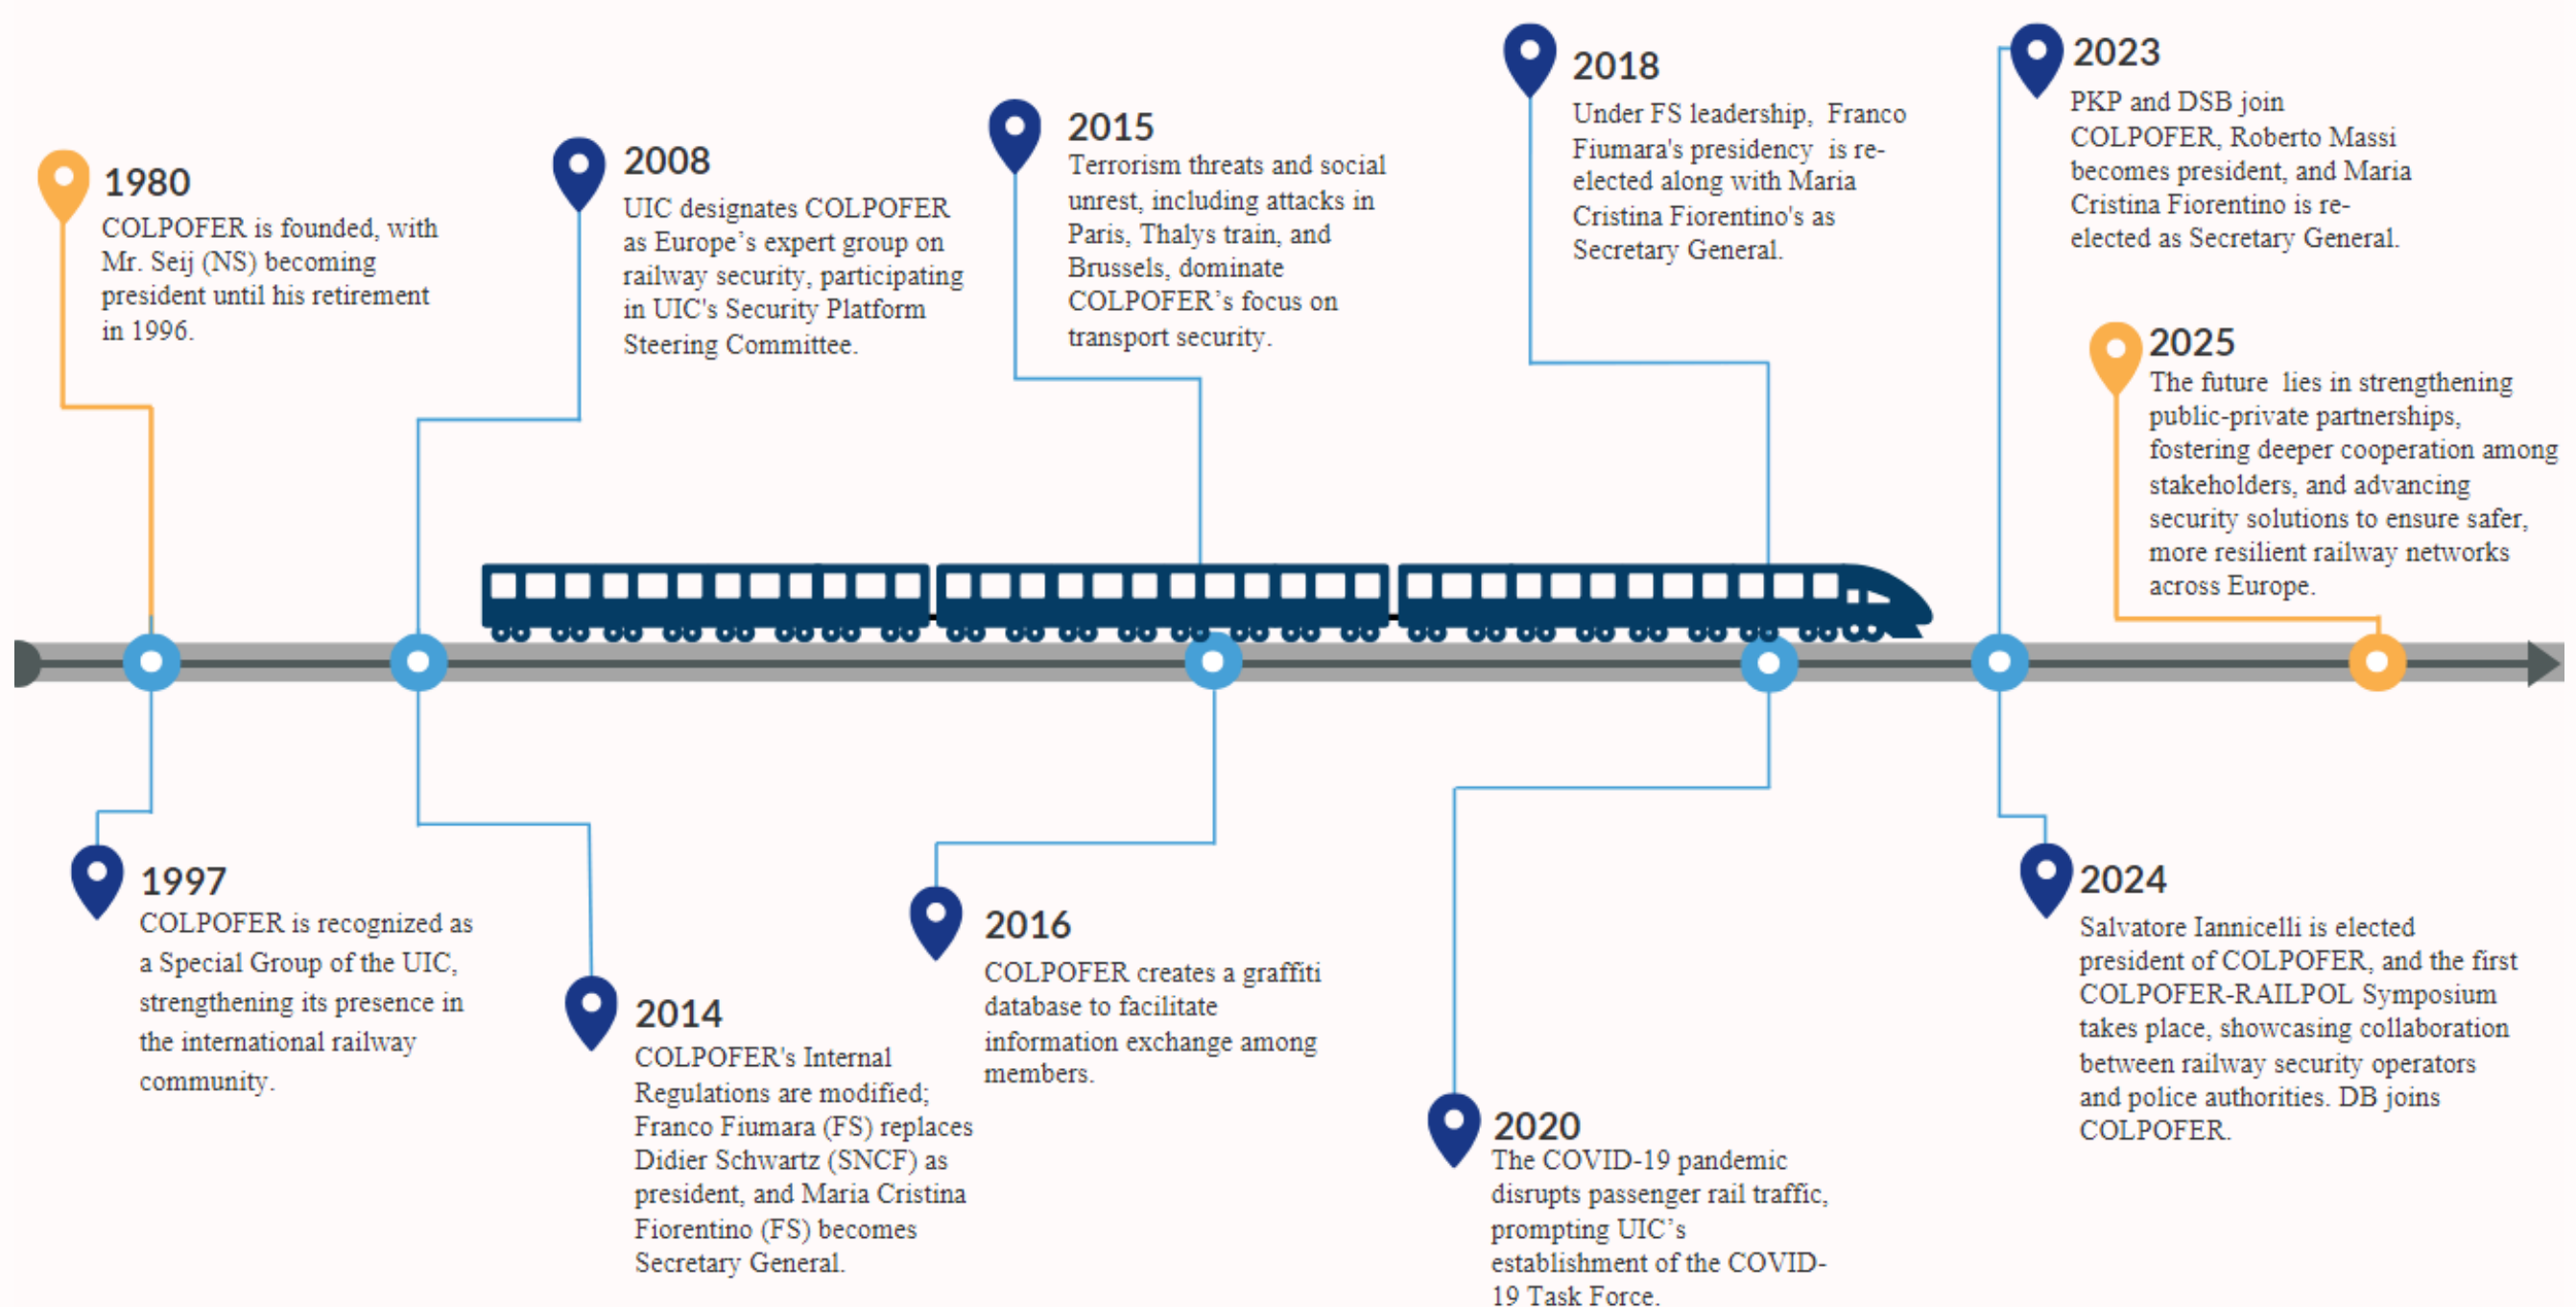 1980
COLPOFER is founded, with
Mr. Seij (NS) becoming
president until his retirement
in 1996.
1997
COLPOFER is recognized as
a Special Group of the UIC,
strengthening its presence in
the international railway
community.
2008
UIC designates COLPOFER
as Europe’s expert group on
railway security, participating
in UIC's Security Platform
Steering Committee.
2014
COLPOFER's Internal
Regulations are modified;
Franco Fiumara (FS) replaces
Didier Schwartz (SNCF) as
president, and Maria Cristina
Fiorentino (FS) becomes
Secretary General.
2015
Terrorism threats and social
unrest, including attacks in
Paris, Thalys train, and
Brussels, dominate
COLPOFER’s focus on
transport security.
2016
COLPOFER creates a graffiti
database to facilitate
information exchange among
members.
2018
Under FS leadership, Franco
Fiumara's presidency is re-
elected along with Maria
Cristina Fiorentino's as
Secretary General.
2020
The COVID-19 pandemic
disrupts passenger rail traffic,
prompting UIC’s
establishment of the COVID-
19 Task Force.
2023
PKP and DSB join
COLPOFER, Roberto Massi
becomes president, and Maria
Cristina Fiorentino is re-
elected as Secretary General.
2024
Salvatore Iannicelli is elected
president of COLPOFER, and the first
COLPOFER-RAILPOL Symposium
takes place, showcasing collaboration
between railway security operators
and police authorities. DB joins
COLPOFER.
2025
The future lies in strengthening
public-private partnerships,
fostering deeper cooperation among
stakeholders, and advancing
security solutions to ensure safer,
more resilient railway networks
across Europe.